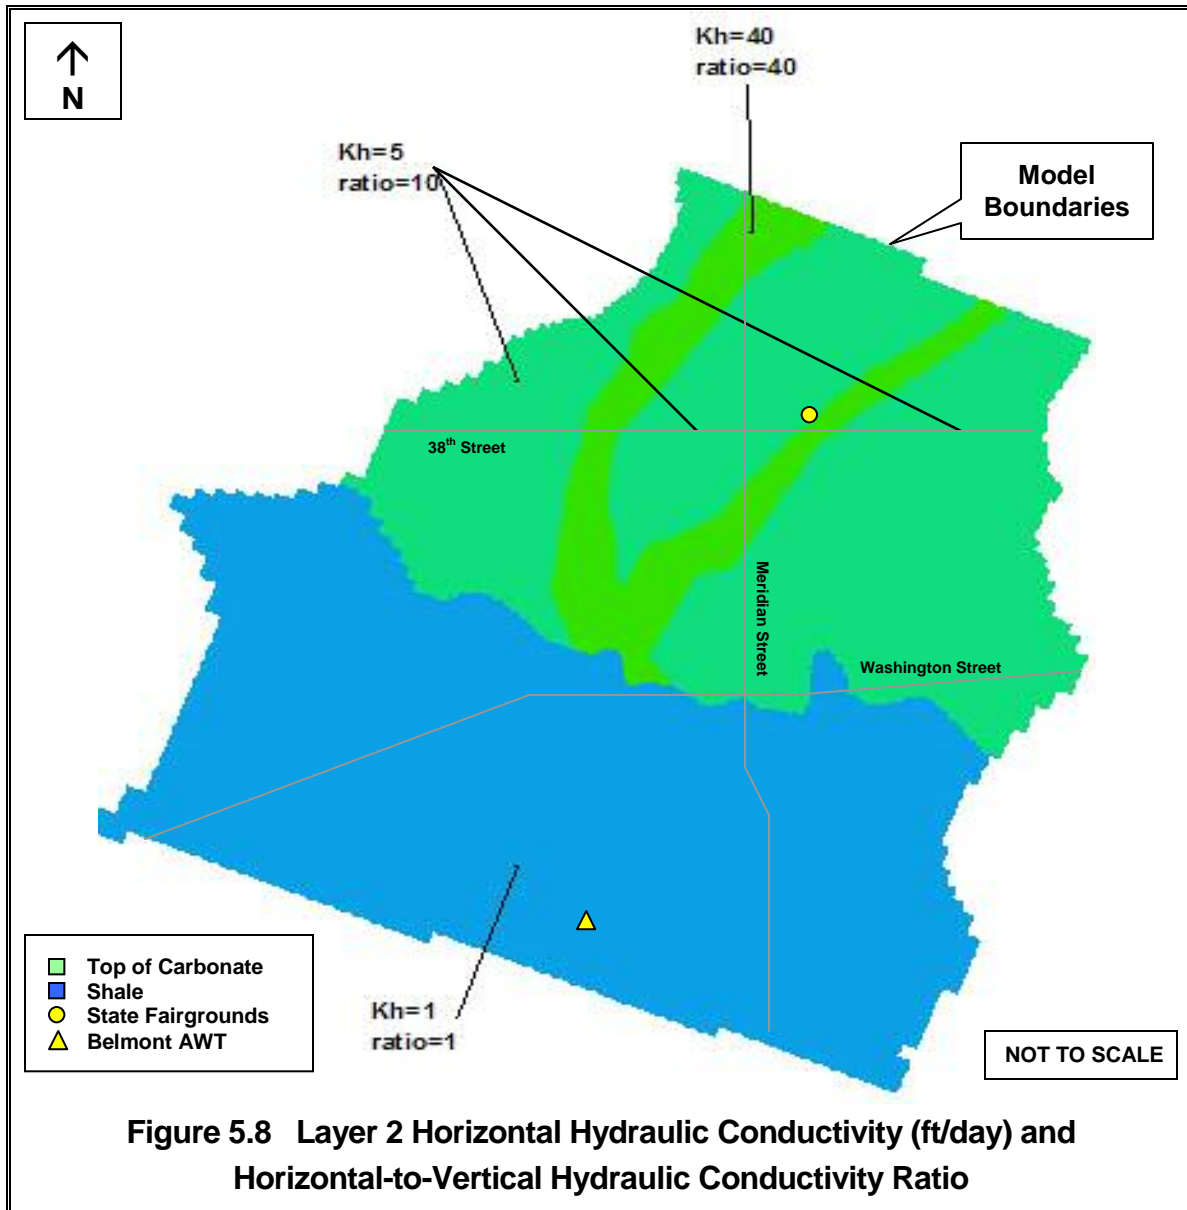 Kh=40
ratio=40
N
Kh=5
ratio=10
Model
Boundaries
38th Street
Meridian Street
Washington Street
Top of Carbonate
Shale
State Fairgrounds
Belmont AWT
Kh=1
ratio=1
NOT TO SCALE
Figure 5.8 Layer 2 Horizontal Hydraulic Conductivity (ft/day) and
Horizontal-to-Vertical Hydraulic Conductivity Ratio